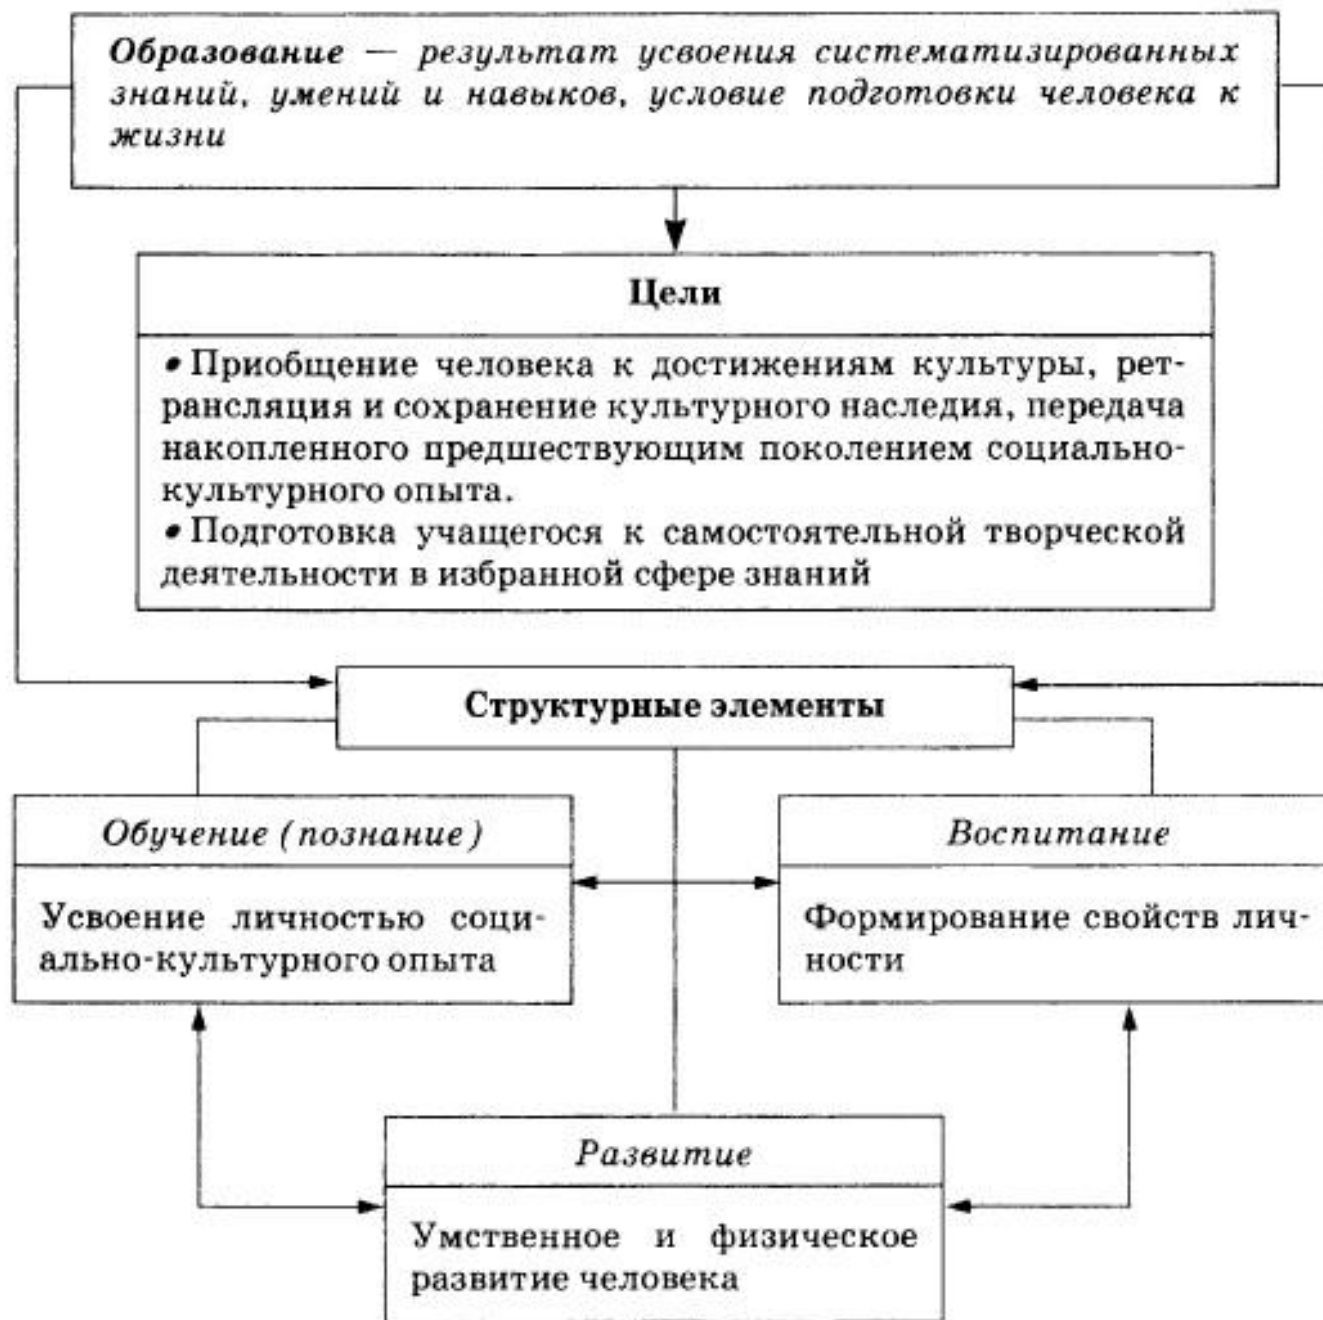 Образование — результат усвоения систематизированных
знаний, умений и навыков, условие подготовки человека к
жизни
Цели
• Приобщение человека к достижениям культуры, рет-
рансляция и сохранение культурного наследия, передача
накопленного предшествующим поколением социально-
культурного опыта.
• Подготовка учащегося к самостоятельной творческой
деятельности в избранной сфере знаний
Структурные элементы
Обучение (познание)
Усвоение личностью соци-
ально-культурного опыта
Воспитание
Формирование свойств лич-
ности
Развитие
Умственное и физическое
развитие человека